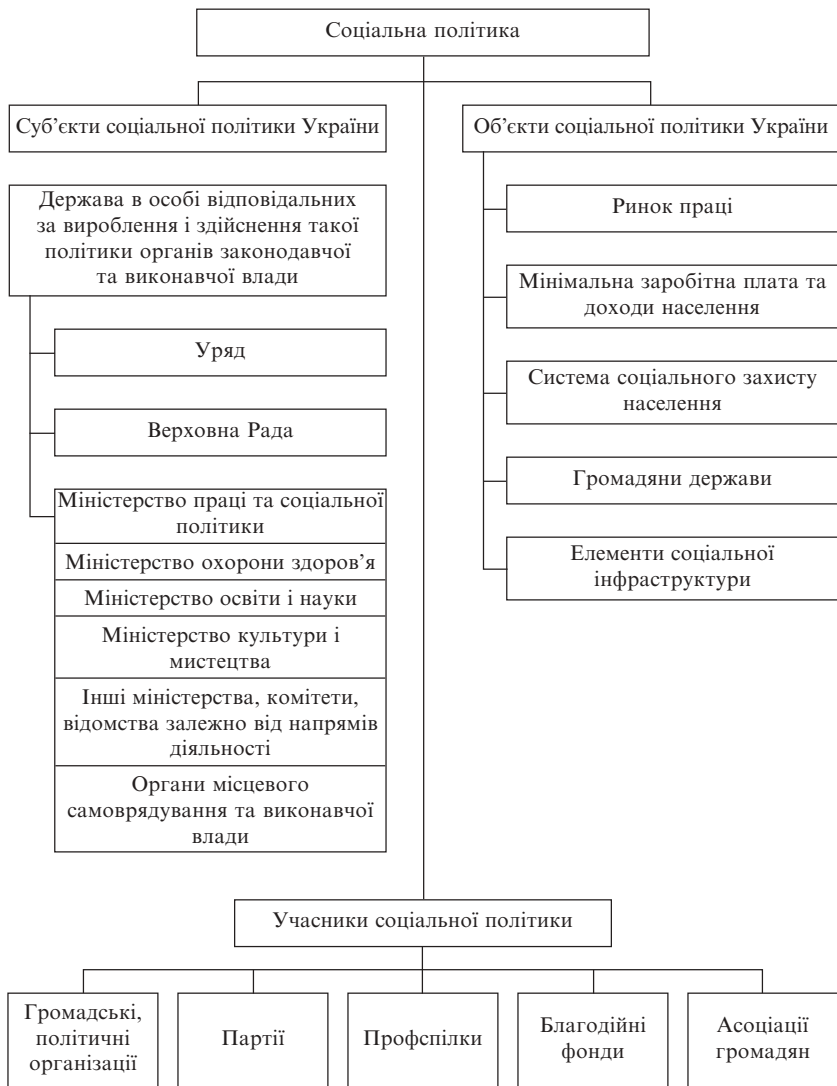 Соціальна політика
Суб’єкти соціальної політики України
Держава в особі відповідальних
за вироблення і здійснення такої
політики органів законодавчої
та виконавчої влади
Уряд
Верховна Рада
Міністерство праці та соціальної
політики
Міністерство охорони здоров’я
Міністерство освіти і науки
Міністерство культури і
мистецтва
Інші міністерства, комітети,
відомства залежно від напрямів
діяльності
Органи місцевого
самоврядування та виконавчої
влади
Об’єкти соціальної політики України
Ринок праці
Мінімальна заробітна плата та
доходи населення
Система соціального захисту
населення
Громадяни держави
Елементи соціальної
інфраструктури
Учасники соціальної політики
Громадські,
політичні
організації
Партії
Профспілки
Благодійні
фонди
Асоціації
громадян